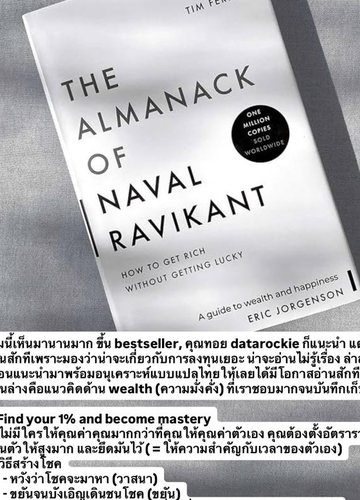 TIM FER
THE
ALMANACK
OF
NAVAL
RAVIKANT
ONE
MILLION
COPIES
SOLD
WORLDWIDE
HOW TO GET RICH
WITHOUT GETTING LUCKY
A guide to wealth and happiness
ERIC JORGENSON
มนี้เห็นมานานมาก ขึ้น bestseller, คุณทอย datarockie ก็แนะนำ แต
นสักทีเพราะมองว่าน่าจะเกี่ยวกับการลงทุนเยอะ น่าจะอ่านไม่รู้เรื่อง ล่าส
อนแนะนำมาพร้อมอนุเคราะห์แบบแปลไทยให้เลยได้มีโอกาสอ่านสักที
นล่างคือแนวคิดด้าน wealth (ความมั่งคั่ง) ที่เราชอบมากจนบันทึกเก็บ
Find your 1% and become mastery
ไม่มีใครให้คุณค่าคุณมากกว่าที่คุณให้คุณค่าตัวเอง คุณต้องตั้งอัตรารา
นตัวให้สูงมาก และยึดมั่นไว้ ( = ให้ความสำคัญกับเวลาของตัวเอง)
วิธีสร้างโชค
- หวังว่าโชคจะมาหา (วาสนา)
- ขยันจนบังเอิญเดินชนโชค (ขยัน)